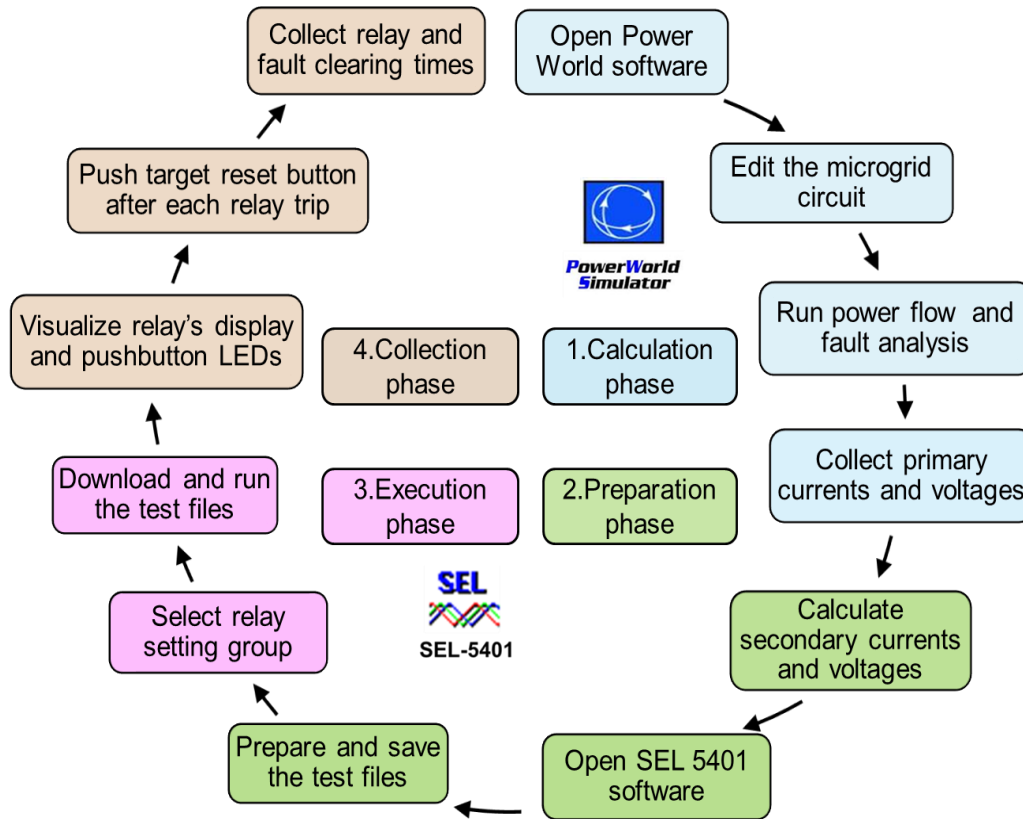 Collect relay and
fault clearing times
Open Power
World software
Push target reset button
after each relay trip
Edit the microgrid
circuit
PowerWorld
Simulator
Visualize relay's display
and pushbutton LEDs
Run power flow and
fault analysis
4.Collection
phase
1.Calculation
phase
Download and run
the test files
3.Execution
phase
2.Preparation
phase
Collect primary
currents and voltages
Select relay
setting group
SEL
SEL-5401
Calculate
secondary currents
and voltages
Prepare and save
the test files
Open SEL 5401
software